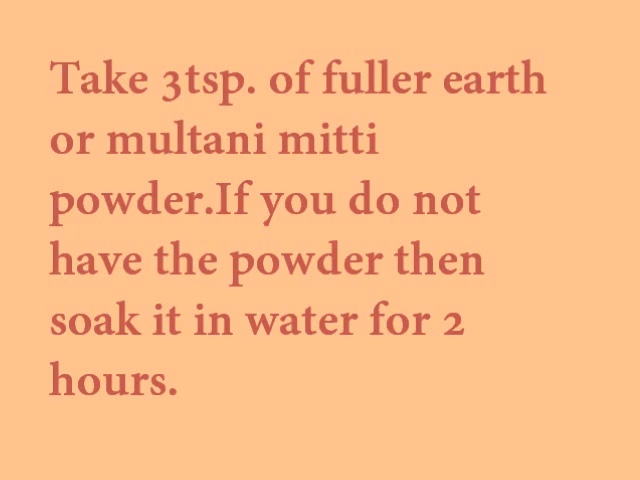 Take 3tsp. of fuller earth
or multani mitti
powder.If you do not
have the powder then
soak it in water for 2
hours.